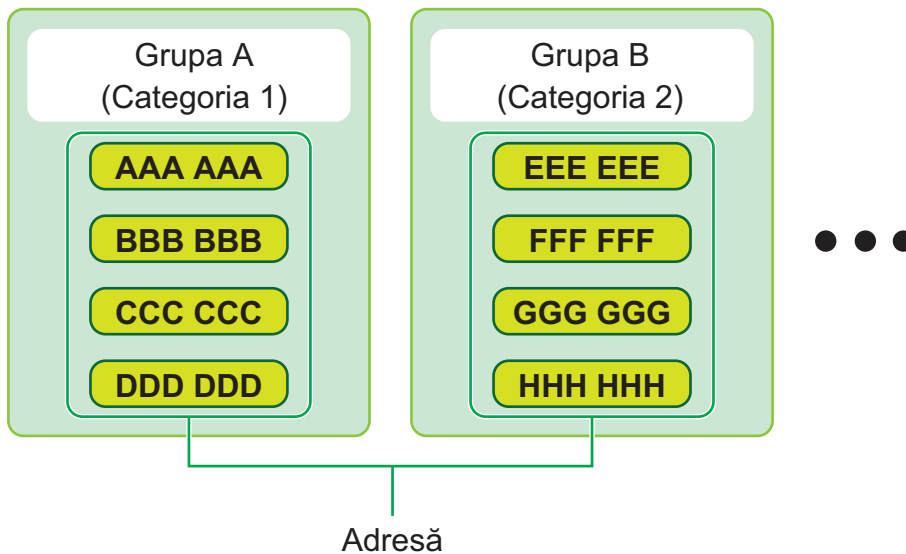 Grupa A
(Categoria 1)
AAA AAA
BBB BBB
CCC CCC
DDD DDD
Grupa B
(Categoria 2)
EEE EEE
FFF FFF
GGG GGG
HHH HHH
Adresă